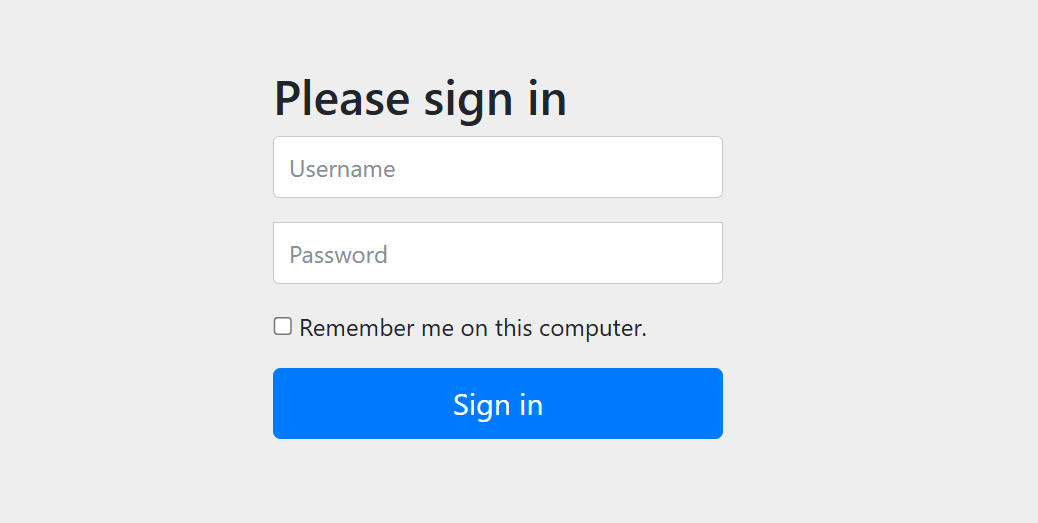 Please sign in
Username
Password
Remember me on this computer.
Sign in